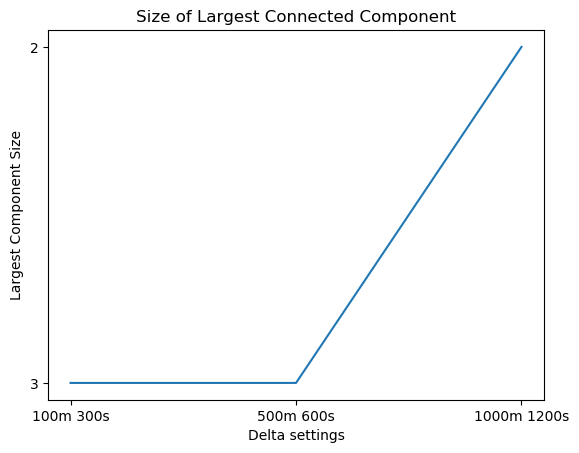 Size of Largest Connected Component
2
Largest Component Size
3
100m 300s
500m 600s
1000m 1200s
Delta settings